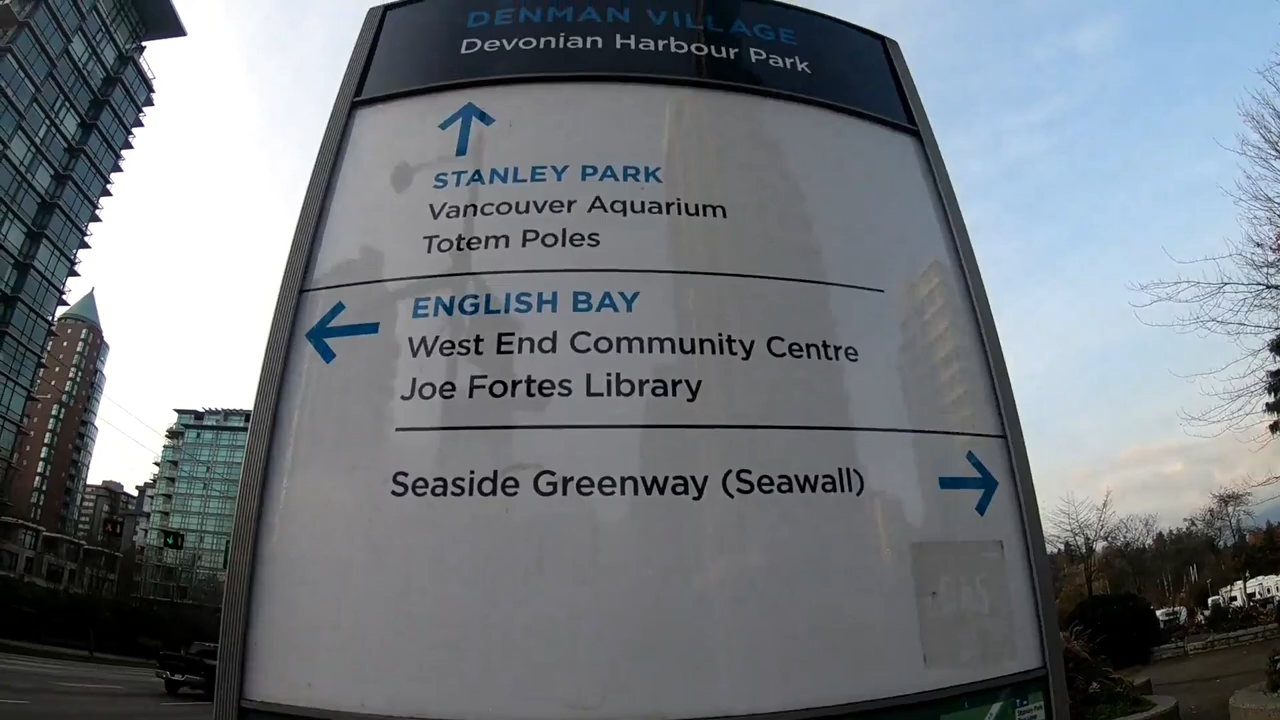 DENMAN VILLAGE
Devonian Harbour Park
STANLEY PARK
Vancouver Aquarium
Totem Poles
ENGLISH BAY
West End Community Centre
Joe Fortes Library
Seaside Greenway (Seawall)